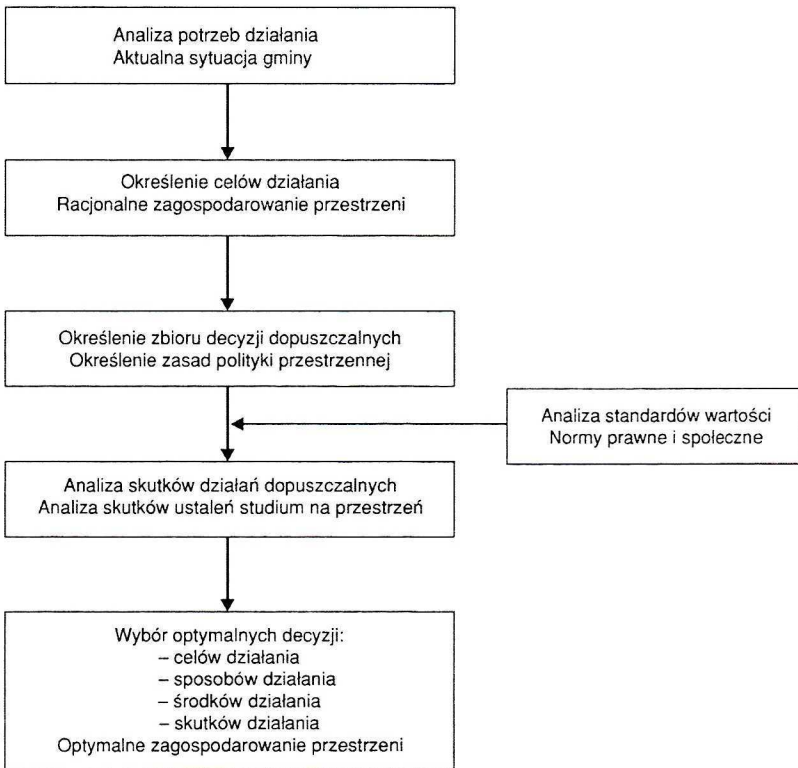 Analiza potrzeb działania
Aktualna sytuacja gminy
Określenie celów działania
Racjonalne zagospodarowanie przestrzeni
Określenie zbioru decyzji dopuszczalnych
Określenie zasad polityki przestrzennej
Analiza standardów wartości
Normy prawne i społeczne
Analiza skutków działań dopuszczalnych
Analiza skutków ustaleń studium na przestrzeń
Wybór optymalnych decyzji:
– celów działania
– sposobów działania
– środków działania
– skutków działania
Optymalne zagospodarowanie przestrzeni